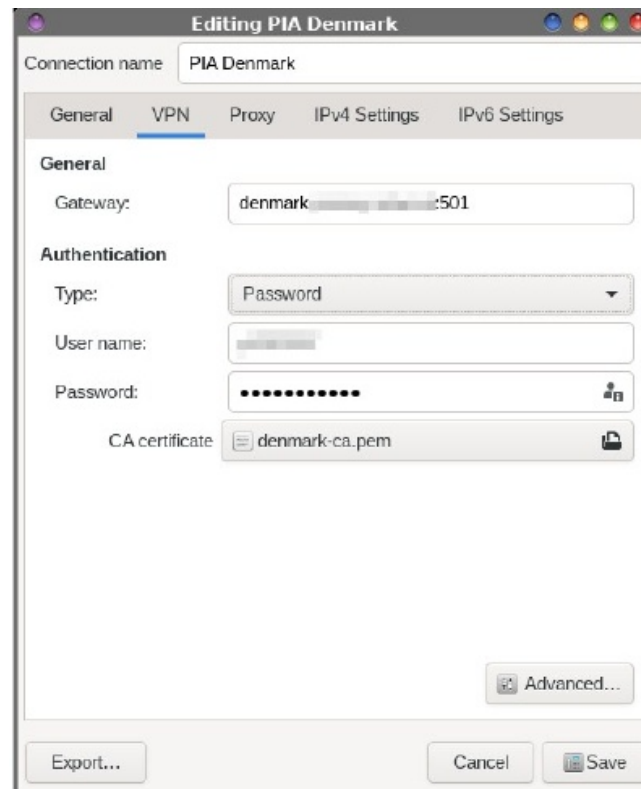 Editing PIA Denmark
Connection name PIA Denmark
General VPN Proxy IPv4 Settings IPv6 Settings
General
Gateway: denmark :501
Authentication
Type: Password
User name:
Password: •••••••••••
CA certificate denmark-ca.pem
Advanced...
Export... Cancel Save